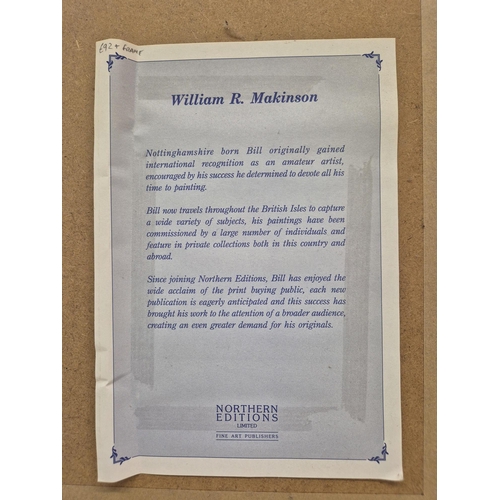 £92 + FRAME
William R. Makinson
Nottinghamshire born Bill originally gained
international recognition as an amateur artist,
encouraged by his success he determined to devote all his
time to painting.
Bill now travels throughout the British Isles to capture
a wide variety of subjects, his paintings have been
commissioned by a large number of individuals and
feature in private collections both in this country and
abroad.
Since joining Northern Editions, Bill has enjoyed the
wide acclaim of the print buying public, each new
publication is eagerly anticipated and this success has
brought his work to the attention of a broader audience,
creating an even greater demand for his originals.
NORTHERN
EDITIONS
LIMITED
FINE ART PUBLISHERS